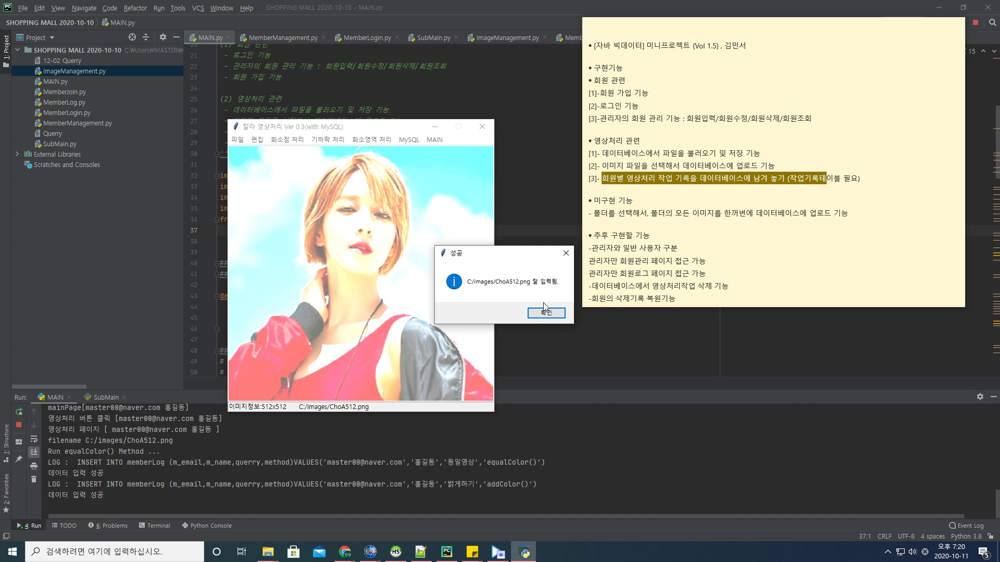 File Edit View Navigate Code Refactor Run Tools VCS Window Help SHOPPING MALL 2020-10-10 - MAIN.py
SHOPPING MALL 2020-10-10 MAIN.py
1: Project
Project
SHOPPING MALL 2020-10-10 C:₩Users₩MASTER₩
12-02 Querry
ImageManagement.py
MAIN.py
MemberJoin.py
MemberLog.py
MemberLogin.py
MemberManagement.py
Querry
SubMain.py
External Libraries
Scratches and Consoles
MAIN.py MemberManagement.py MemberLogin.py SubMain.py ImageManagement.py Memb
15
20 (1) 회원 관련
21 - 로그인 기능
22 - 관리자의 회원 관리 기능 : 회원입력/회원수정/회원삭제/회원조회
23 - 회원 가입 기능
24
25 (2) 영상처리 관련
26 - 데이터베이스에서 파일을 불러오기 및 저장 기능
27 -
28 -
29 -
30 ''
31
32 im
33 im
34 im
35 im
36 fr
37
38
39
40 ##
41 ##
42
43 de
44
45
46
47
48 ##
49 #
50 #
칼라 영상처리 Ver 0.3(with MySQL)
파일 편집 화소점 처리 기하학 처리 화소영역 처리 MySQL MAIN
이미지정보:512x512 C:/images/ChoA512.png
성공
C:/images/ChoA512.png 잘 입력됨.
확인
• [자바 빅데이터] 미니프로젝트 (Vol 1.5) , 김민서
• 구현기능
• 회원 관련
[1]-회원 가입 기능
[2]-로그인 기능
[3]-관리자의 회원 관리 기능 : 회원입력/회원수정/회원삭제/회원조회
• 영상처리 관련
[1]- 데이터베이스에서 파일을 불러오기 및 저장 기능
[2]- 이미지 파일을 선택해서 데이터베이스에 업로드 기능
[3]- 회원별 영상처리 작업 기록을 데이터베이스에 남겨 놓기 (작업기록테이블 필요)
• 미구현 기능
- 폴더를 선택해서, 폴더의 모든 이미지를 한꺼번에 데이터베이스에 업로드 기능
• 추후 구현할 기능
-관리자와 일반 사용자 구분
관리자만 회원관리 페이지 접근 가능
관리자만 회원로그 페이지 접근 가능
-데이터베이스에서 영상처리작업 삭제 기능
-회원의 삭제기록 복원기능
Run: MAIN SubMain
mainPage[master00@naver.com 홍길동]
영상처리 버튼 클릭 [master00@naver.com 홍길동]
영상처리 페이지 [ master00@naver.com 홍길동 ]
filename C:/images/ChoA512.png
Run equalColor() Method ...
LOG :  INSERT INTO memberLog (m_email,m_name,querry,method)VALUES('master00@naver.com','홍길동','동일영상','equalColor()')
데이터 입력 성공
LOG :  INSERT INTO memberLog (m_email,m_name,querry,method)VALUES('master00@naver.com','홍길동','밝게하기','addColor()')
데이터 입력 성공
7: Structure
2: Favorites
4: Run TODO 6: Problems Terminal Python Console Event Log
37:1 CRLF UTF-8 4 spaces Python 3.8
검색하려면 여기에 입력하십시오.
오후 7:20
2020-10-11
5